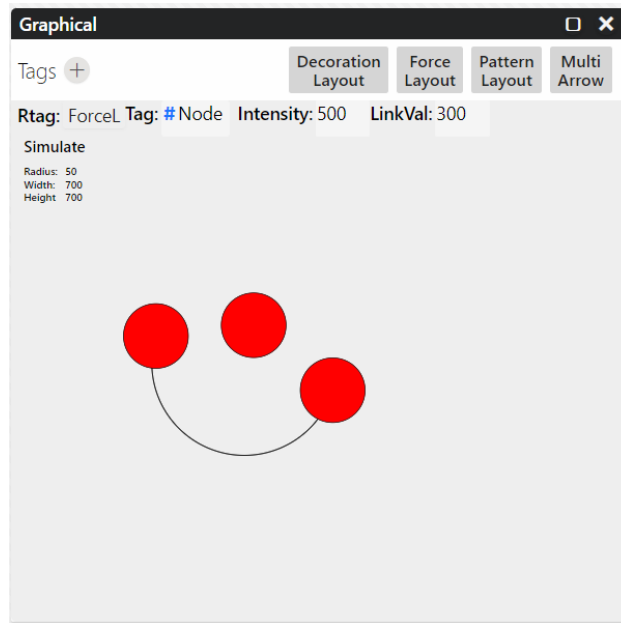 Graphical
Tags +
Decoration Layout
Force Layout
Pattern Layout
Multi Arrow
Rtag: ForceL Tag: #Node Intensity: 500 LinkVal: 300
Simulate
Radius: 50
Width: 700
Height 700